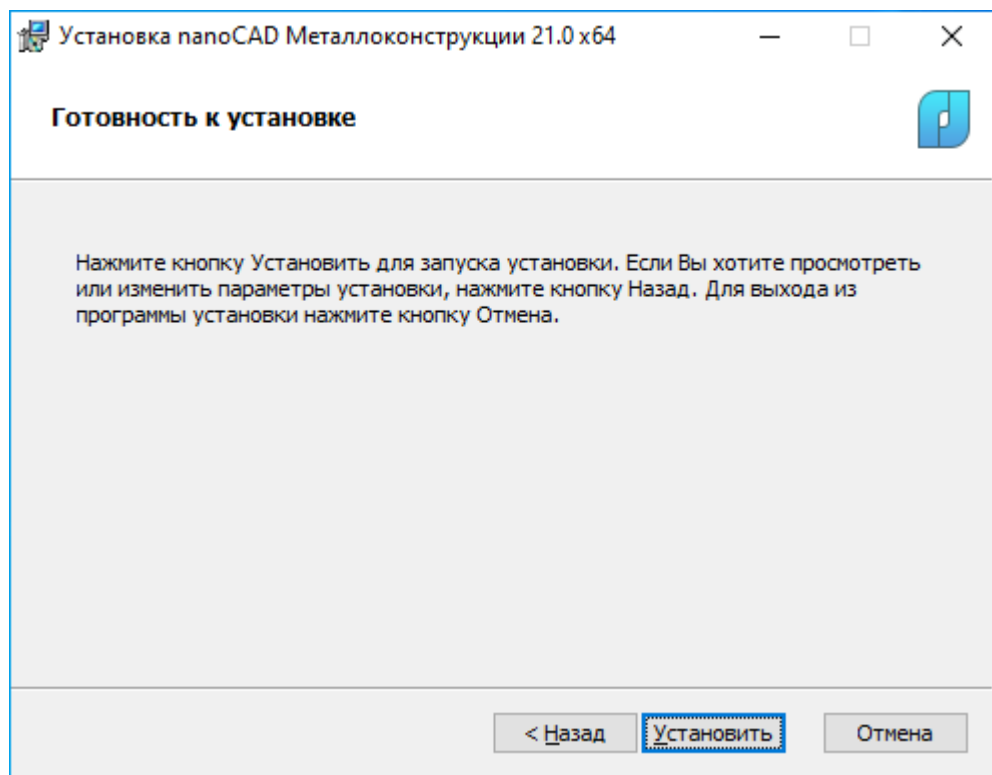 Установка nanoCAD Металлоконструкции 21.0 x64
Готовность к установке
Нажмите кнопку Установить для запуска установки. Если Вы хотите просмотреть
или изменить параметры установки, нажмите кнопку Назад. Для выхода из
программы установки нажмите кнопку Отмена.
< Назад Установить Отмена